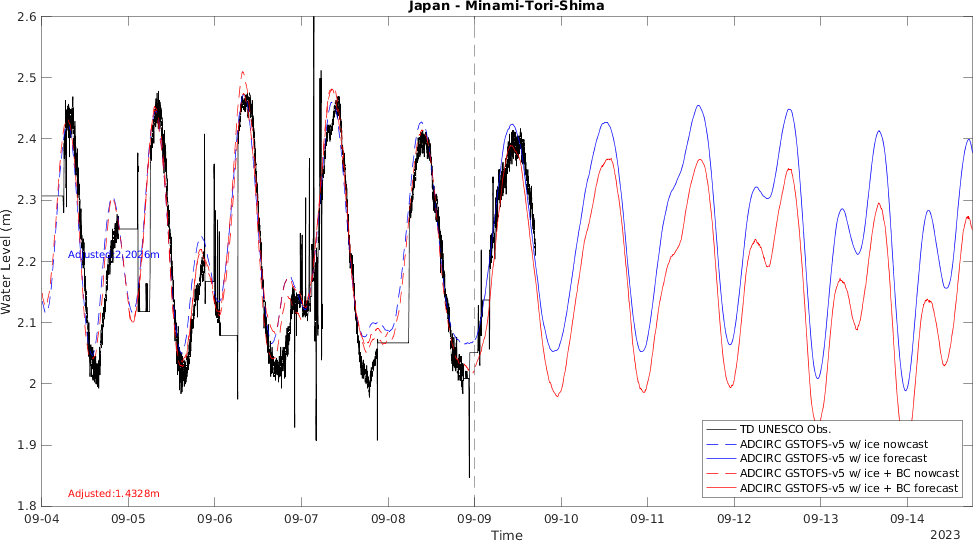 Japan - Minami-Tori-Shima
2.6
2.5
2.4
2.3
2.2
2.1
2
1.9
1.8
Water Level (m)
Adjusted:2.2026m
Adjusted:1.4328m
TD UNESCO Obs.
ADCIRC GSTOFS-v5 w/ ice nowcast
ADCIRC GSTOFS-v5 w/ ice forecast
ADCIRC GSTOFS-v5 w/ ice + BC nowcast
ADCIRC GSTOFS-v5 w/ ice + BC forecast
09-04 09-05 09-06 09-07 09-08 09-09 09-10 09-11 09-12 09-13 09-14
Time
2023